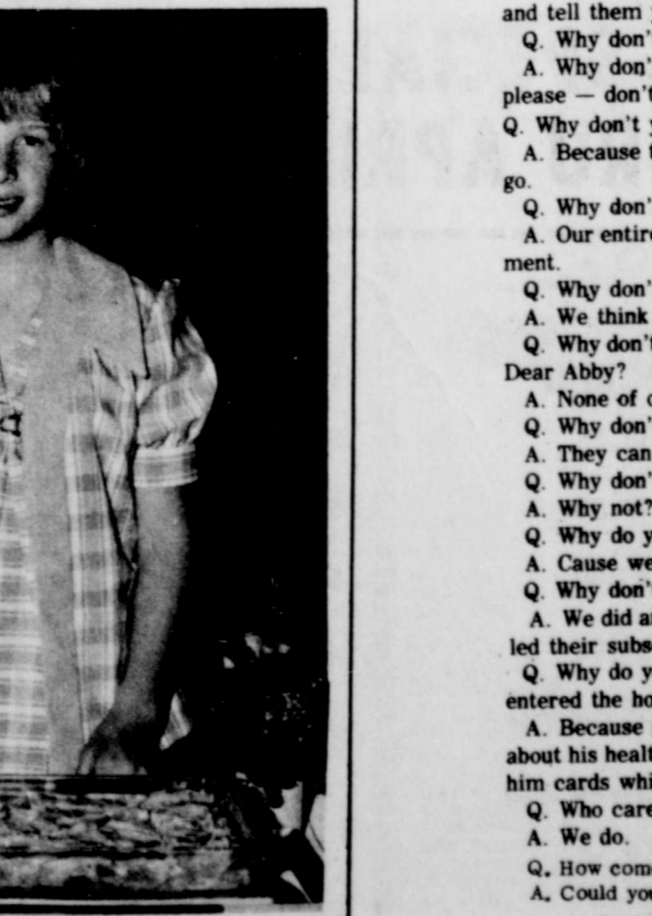 and tell them
Q. Why don'
A. Why don'
please — don't
Q. Why don't
A. Because
go.
Q. Why don'
A. Our entire
ment.
Q. Why don'
A. We think
Q. Why don't
Dear Abby?
A. None of
Q. Why don'
A. They can
Q. Why don'
A. Why not?
Q. Why do
A. Cause we
Q. Why don'
A. We did
led their subs
Q. Why do
entered the ho
A. Because
about his healt
him cards whi
Q. Who care
A. We do.
Q. How com
A. Could you